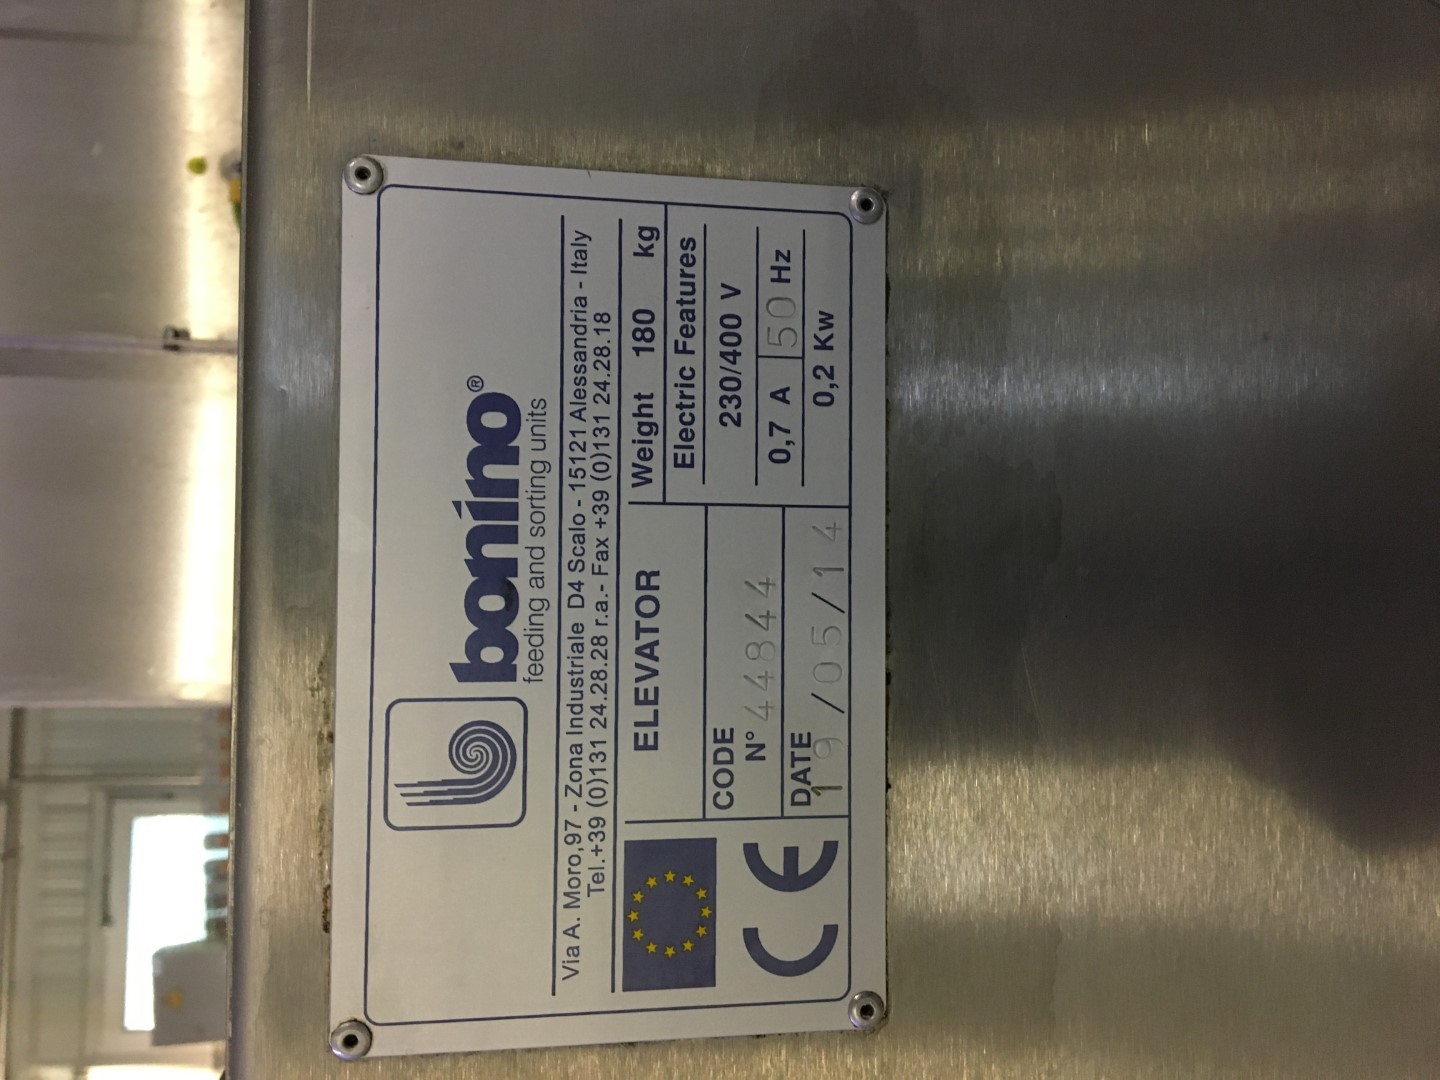 bonino®
feeding and sorting units
Via A. Moro,97 - Zona Industriale D4 Scalo - 15121 Alessandria - Italy
Tel.+39 (0)131 24.28.28 r.a.- Fax +39 (0)131 24.28.18
ELEVATOR
CODE
N° 44844
DATE
19/05/14
Weight 180 kg
Electric Features
230/400 V
0,7 A 50 Hz
0,2 Kw
CE